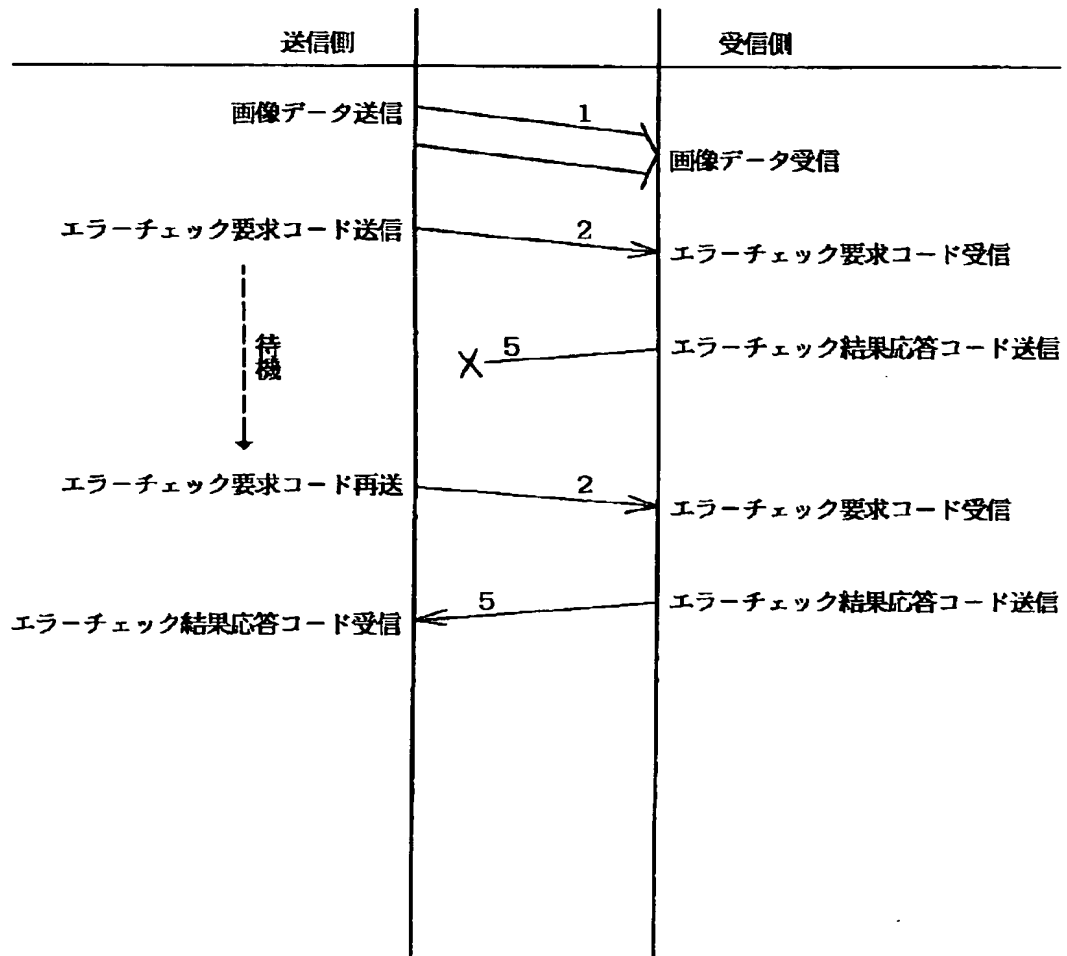 送信側
受信側
画像データ送信
1
画像データ受信
エラーチェック要求コード送信
2
エラーチェック要求コード受信
待機
5
エラーチェック結果応答コード送信
エラーチェック要求コード再送
2
エラーチェック要求コード受信
5
エラーチェック結果応答コード送信
エラーチェック結果応答コード受信